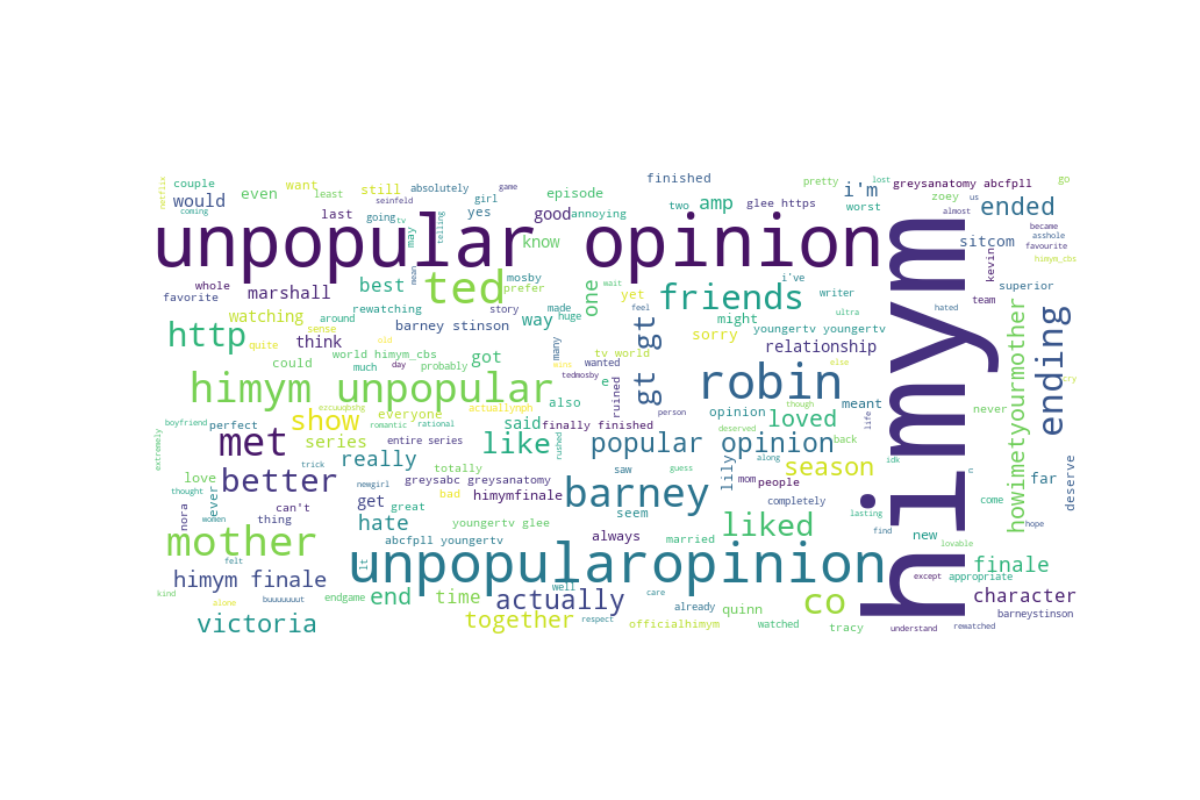 netflix
couple
coming
even
want
least
still
seinfeld
absolutely
girl
game
episode
finished
two
amp
glee https
pretty
lost
i'm
worst
greysanatomy abcfpll
zoey
us
go
would
last
going
tv
may
telling
yes
good
annoying
almost
ended
became
asshole
favourite
unpopular opinion
know
himym
sitcom
kevin
himym_cbs
whole
favorite
marshall
best
mean
ted
mosby
prefer
one
yet
friends
i've
writer
superior
team
hated
http
watching
quite
sense
around
think
rewatching
barney stinson
story
made
huge
way
wait
feel
gt gt
might
sorry
ultra
youngertv youngertv
relationship
howimetyourmother
ending
could
world himym_cbs
old
much
day
probably
got
many
tv world
mins
wanted
tedmosby
e
ruined
else
never
cry
himym unpopular
robin
person
opinion
though
loved
meant
life
boyfriend
perfect
ezcuuqbshg
romantic
rational
actuallynph
everyone
also
said
finally finished
deserved
extremely
met
show
series
entire series
like
rushed
popular opinion
back
really
love
thought
ever
better
trick
newgirl
totally
greysabc greysanatomy
saw
lily
guess
along
mom
people
season
idk
c
far
deserve
nora
can't
thing
women
get
great
bad
himymfinale
barney
seem
completely
lasting
come
find
hope
hate
youngertv glee
always
married
liked
new
lovable
mother
felt
abcfpll youngertv
lt
unpopularopinion
finale
kind
himym finale
alone
buuuuuuut
endgame
end
time
well
actually
care
already
quinn
co
except
appropriate
character
barneystinson
victoria
together
respect
officialhimym
watched
tracy
understand
rewatched